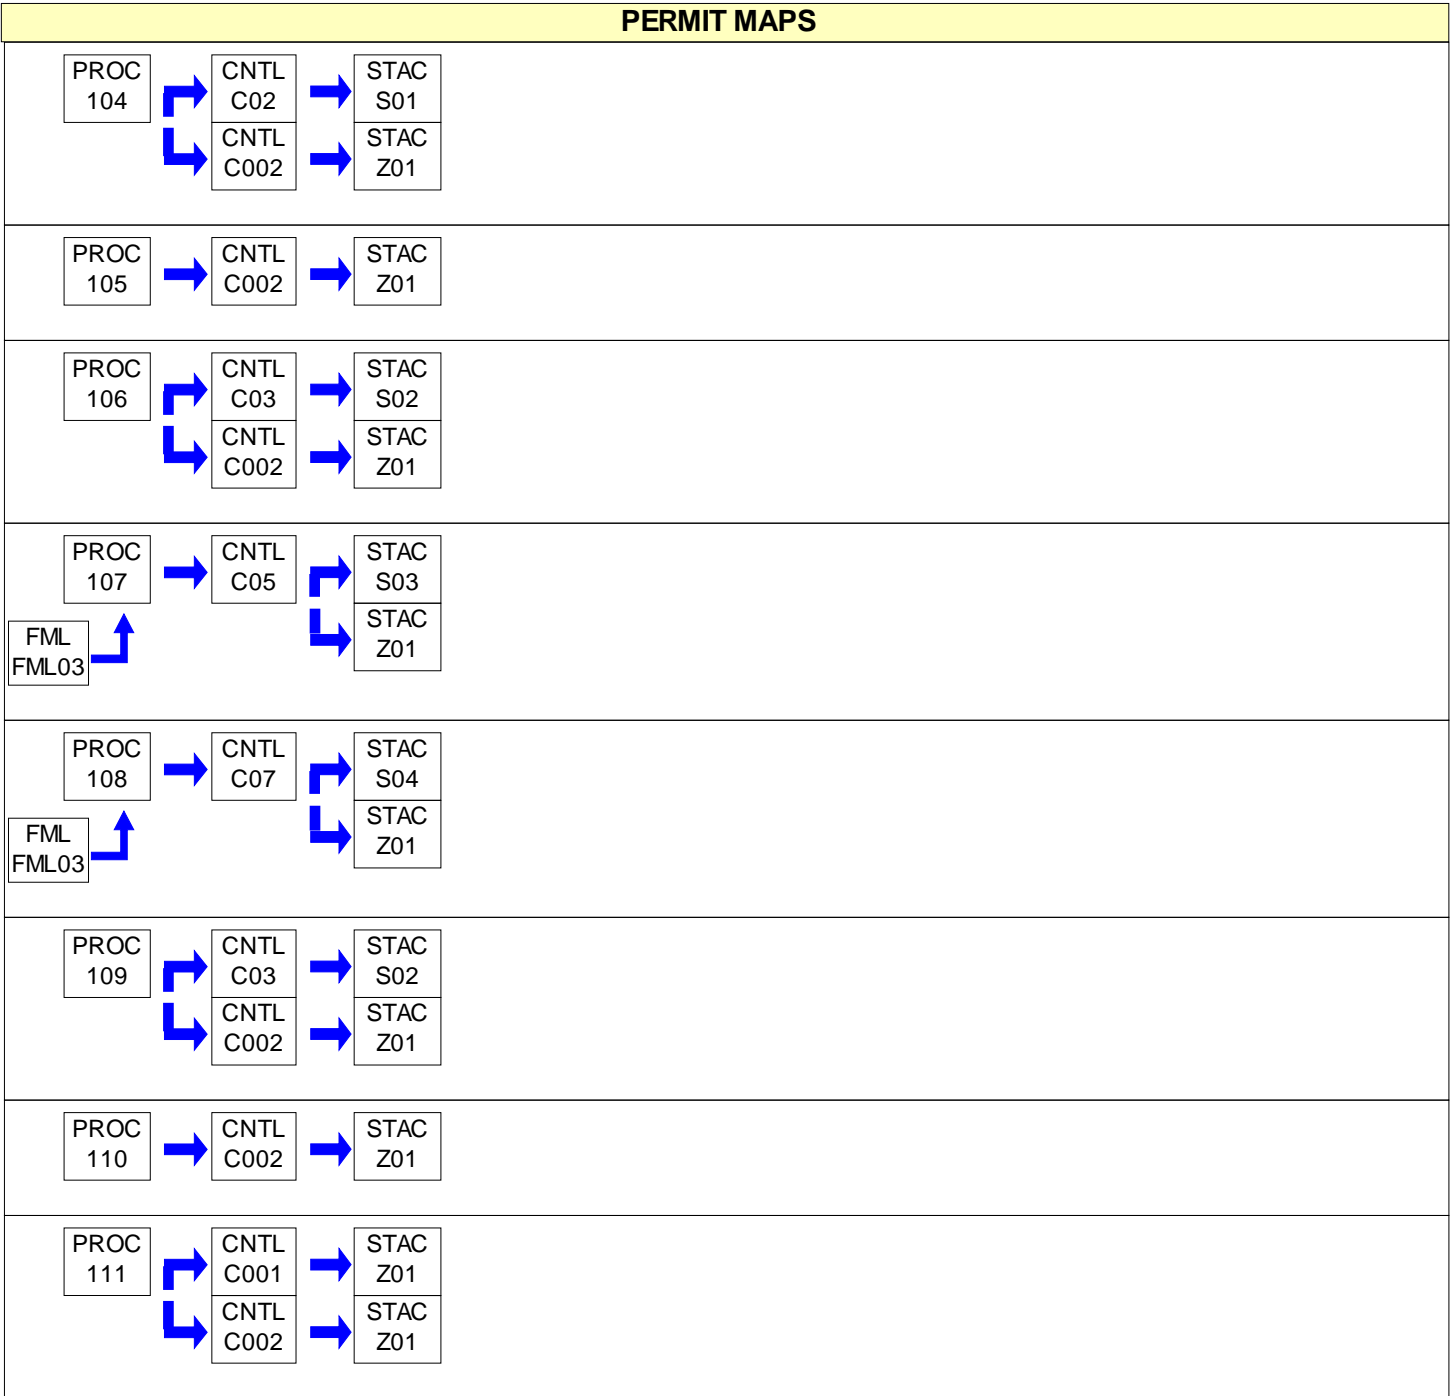 PERMIT MAPS
PROC CNTL STAC
104 C02 S01
CNTL STAC
C002 Z01
PROC CNTL STAC
105 C002 Z01
PROC CNTL STAC
106 C03 S02
CNTL STAC
C002 Z01
PROC CNTL STAC
107 C05 S03
STAC
FML Z01
FML03
PROC CNTL STAC
108 C07 S04
STAC
FML Z01
FML03
PROC CNTL STAC
109 C03 S02
CNTL STAC
C002 Z01
PROC CNTL STAC
110 C002 Z01
PROC CNTL STAC
111 C001 Z01
CNTL STAC
C002 Z01